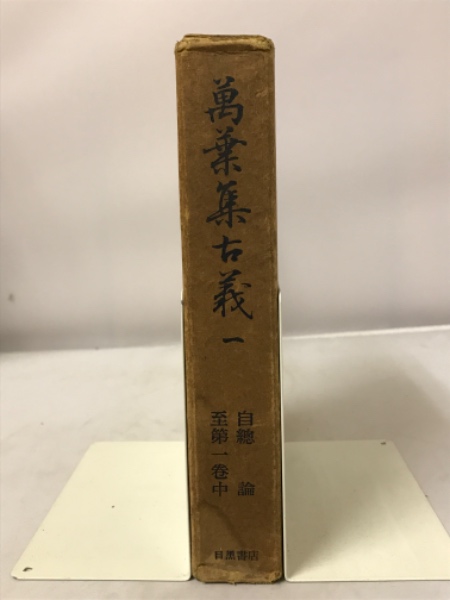 萬葉集古義 一
自總論
至第一卷中
目黒書店